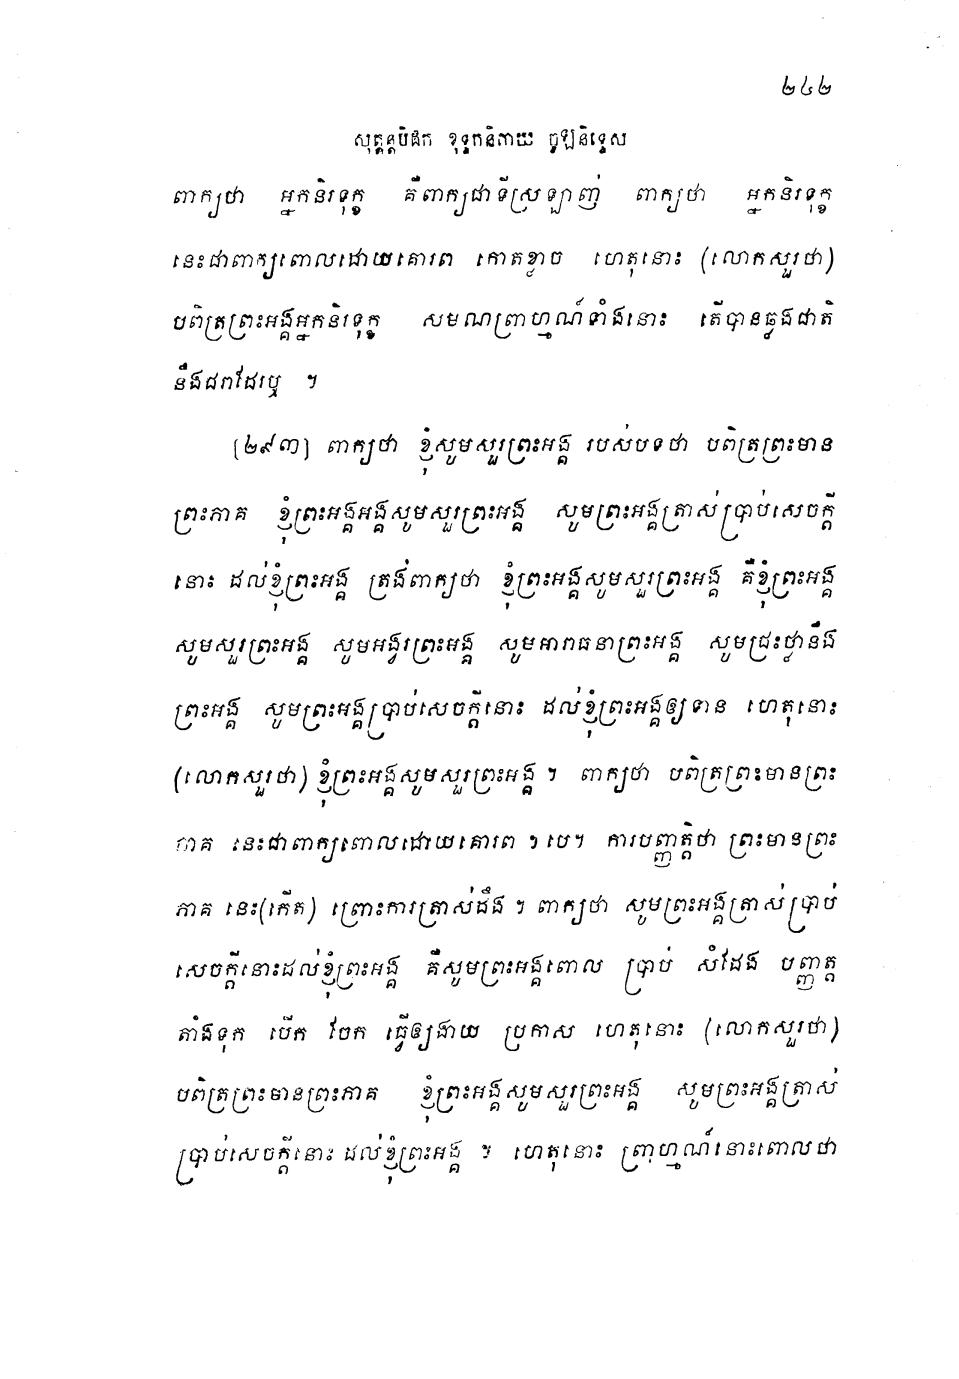 ២៤២
សុត្តន្តបិដក ខុទ្ទកនិកាយ ចូឡនិទ្ទេស
ពាក្យថា អ្នកនិរទុក្ខ គឺពាក្យជាទីស្រឡាញ់ ពាក្យថា អ្នកនិរទុក្ខ
នេះជាពាក្យពោលដោយគោរព កោតខ្លាច ហេតុនោះ (លោកសួរថា)
បពិត្រព្រះអង្គអ្នកនិរទុក្ខ សមណព្រាហ្មណ៍ទាំងនោះ តើបានឆ្លងជាតិ
នឹងជរាដែរឬ ។
[២៩៣] ពាក្យថា ខ្ញុំសូមសួរព្រះអង្គ របស់បទថា បពិត្រព្រះមាន
ព្រះភាគ ខ្ញុំព្រះអង្គអង្គសូមសួរព្រះអង្គ សូមព្រះអង្គត្រាស់ប្រាប់សេចក្តី
នោះ ដល់ខ្ញុំព្រះអង្គ ត្រង់ពាក្យថា ខ្ញុំព្រះអង្គសូមសួរព្រះអង្គ គឺខ្ញុំព្រះអង្គ
សូមសួរព្រះអង្គ សូមអង្វរព្រះអង្គ សូមអារាធនាព្រះអង្គ សូមជ្រះថ្លានឹង
ព្រះអង្គ សូមព្រះអង្គប្រាប់សេចក្តីនោះ ដល់ខ្ញុំព្រះអង្គឲ្យទាន ហេតុនោះ
(លោកសួរថា) ខ្ញុំព្រះអង្គសូមសួរព្រះអង្គ ។ ពាក្យថា បពិត្រព្រះមានព្រះ
ភាគ នេះជាពាក្យពោលដោយគោរព ។បេ។ ការបញ្ញត្តិថា ព្រះមានព្រះ
ភាគ នេះ(កើត) ព្រោះការត្រាស់ដឹង ។ ពាក្យថា សូមព្រះអង្គត្រាស់ប្រាប់
សេចក្តីនោះដល់ខ្ញុំព្រះអង្គ គឺសូមព្រះអង្គពោល ប្រាប់ សំដែង បញ្ញត្ត
តាំងទុក បើក ចែក ធ្វើឲ្យងាយ ប្រកាស ហេតុនោះ (លោកសួរថា)
បពិត្រព្រះមានព្រះភាគ ខ្ញុំព្រះអង្គសូមសួរព្រះអង្គ សូមព្រះអង្គត្រាស់
ប្រាប់សេចក្តីនោះ ដល់ខ្ញុំព្រះអង្គ ។ ហេតុនោះ ព្រាហ្មណ៍នោះពោលថា